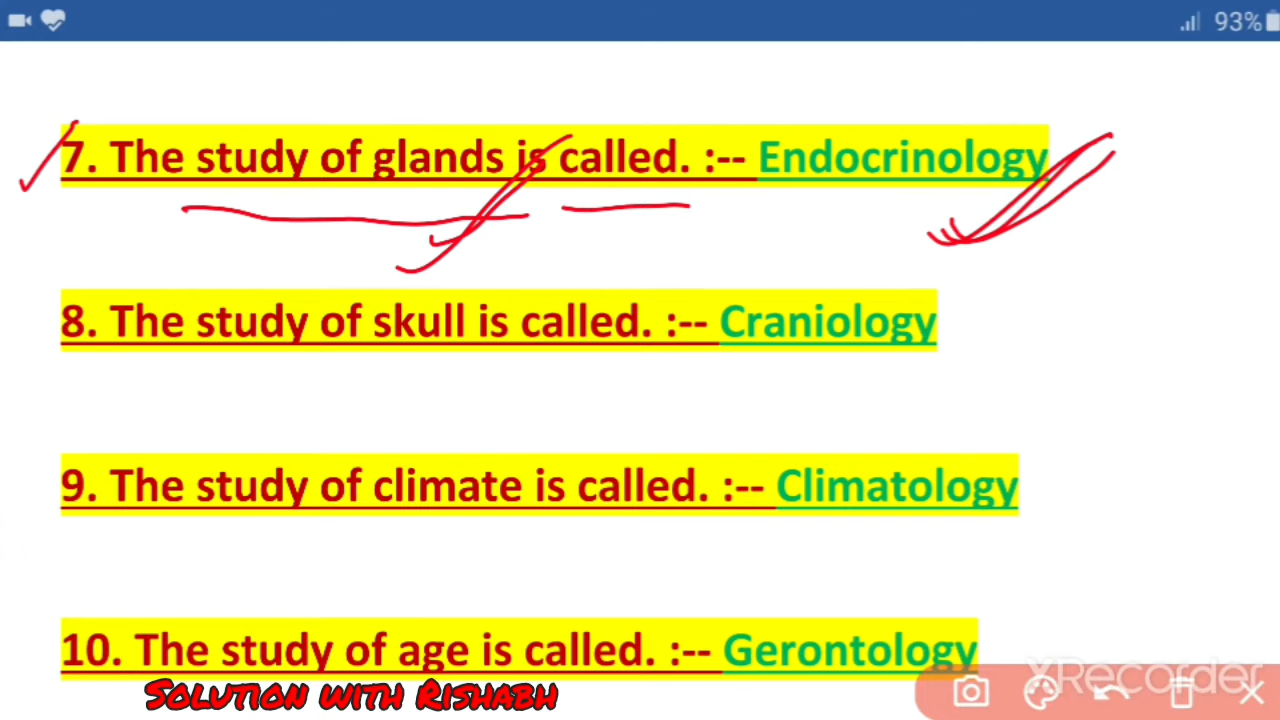 93%
7. The study of glands is called. :-- Endocrinology
8. The study of skull is called. :-- Craniology
9. The study of climate is called. :-- Climatology
10. The study of age is called. :-- Gerontology
Solution with Rishabh
XRecorder